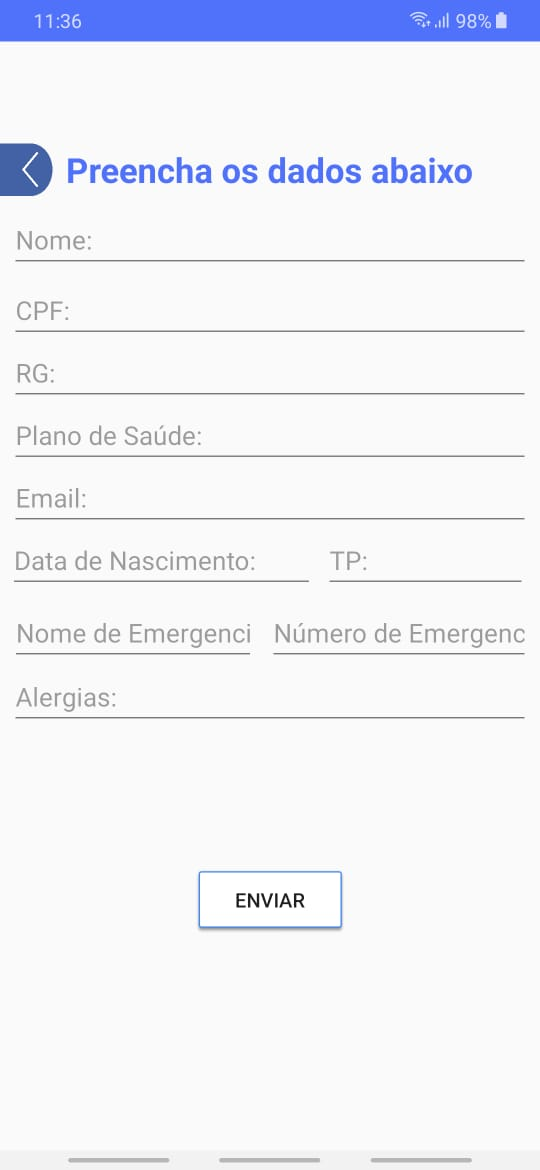 11:36 98%
Preencha os dados abaixo
Nome:
CPF:
RG:
Plano de Saúde:
Email:
Data de Nascimento: TP:
Nome de Emergenci Número de Emergenc
Alergias:
ENVIAR